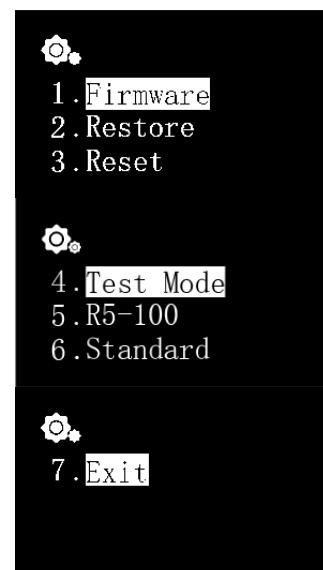 1.Firmware
2.Restore
3.Reset
4.Test Mode
5.R5-100
6.Standard
7.Exit